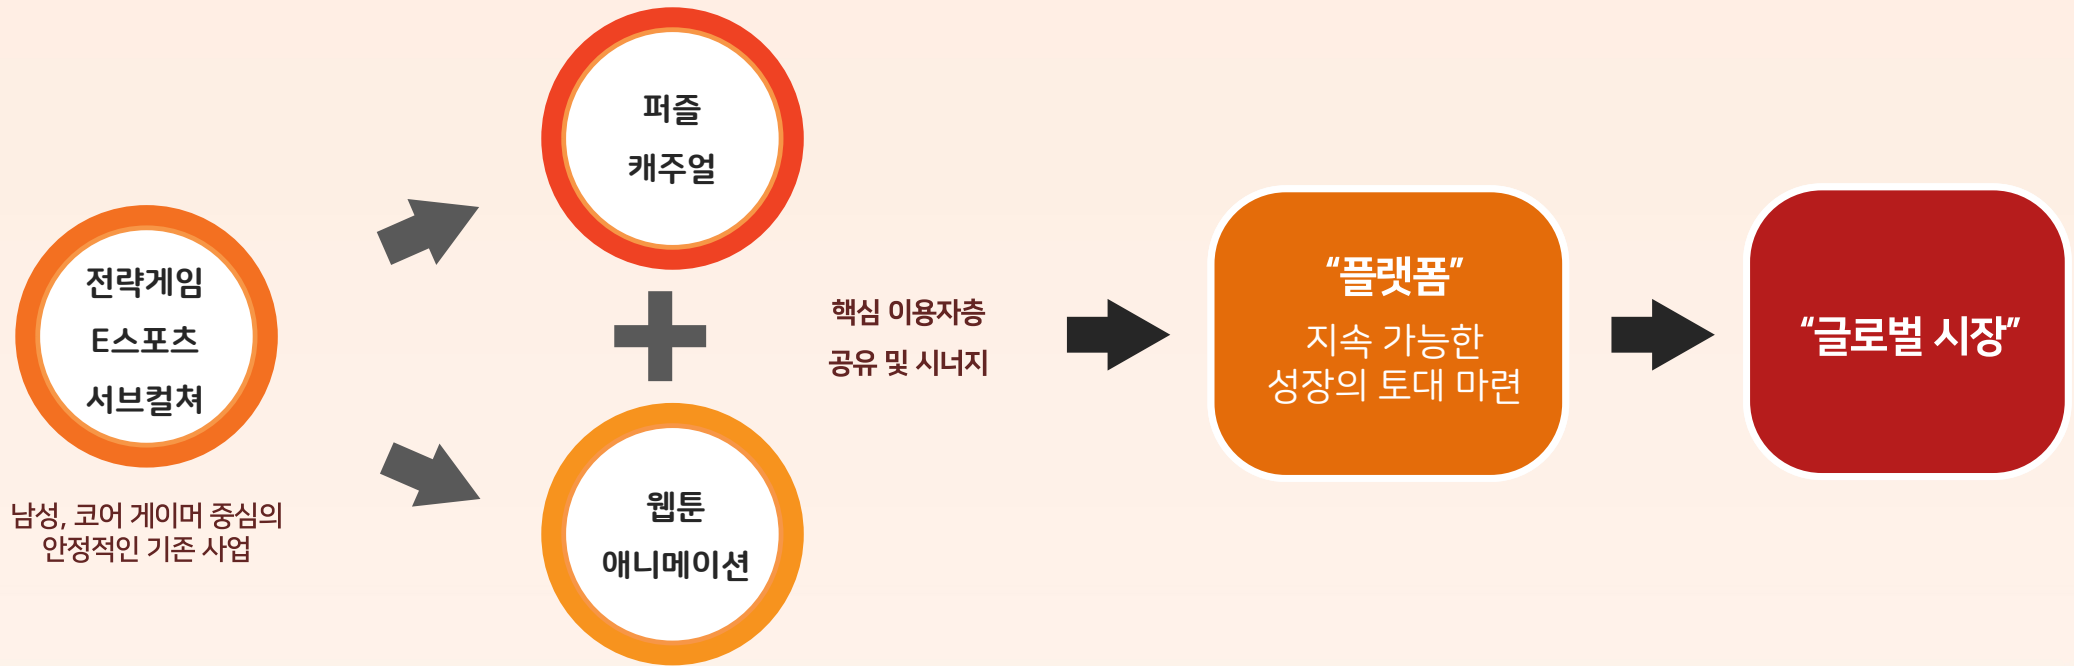 전략게임
E스포츠
서브컬쳐
남성, 코어 게이머 중심의
안정적인 기존 사업
퍼즐
캐주얼
웹툰
애니메이션
핵심 이용자층
공유 및 시너지
“플랫폼”
지속 가능한
성장의 토대 마련
“글로벌 시장”